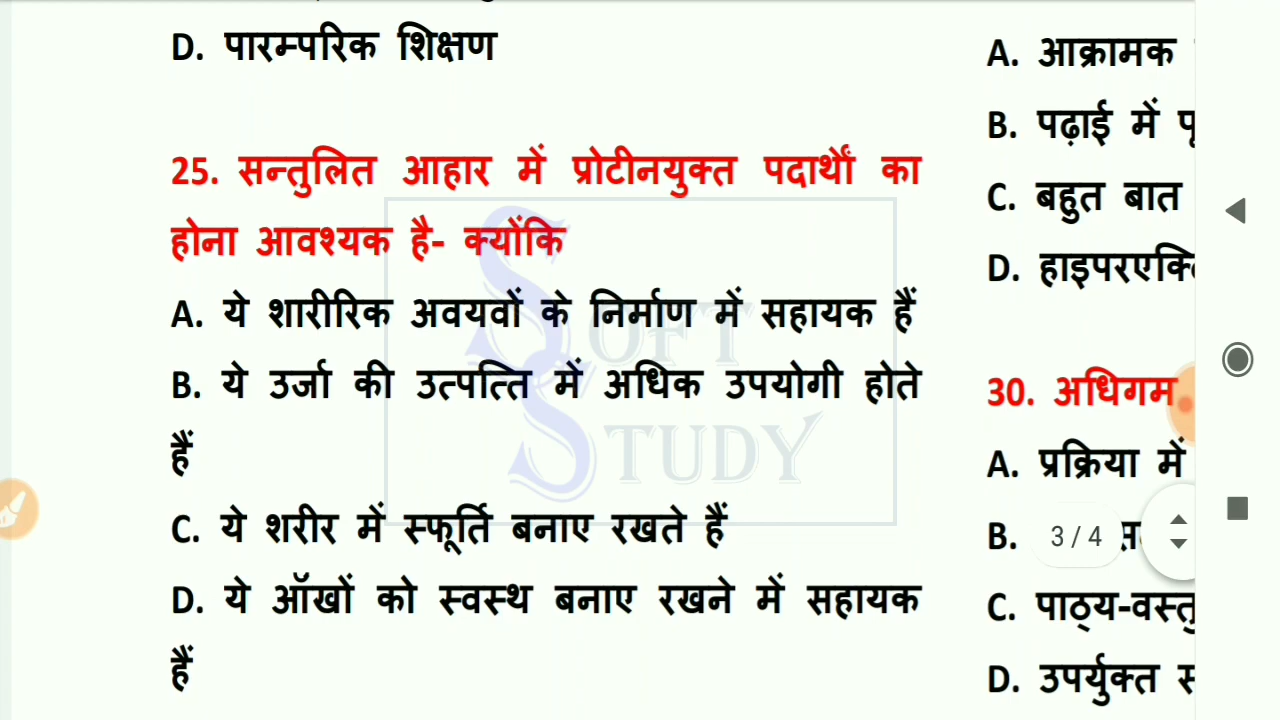 D. पारम्परिक शिक्षण
25. सन्तुलित आहार में प्रोटीनयुक्त पदार्थों का
होना आवश्यक है- क्योंकि
A. ये शारीरिक अवयवों के निर्माण में सहायक हैं
B. ये उर्जा की उत्पत्ति में अधिक उपयोगी होते
हैं
C. ये शरीर में स्फूर्ति बनाए रखते हैं
D. ये ऑखों को स्वस्थ बनाए रखने में सहायक
हैं
SOFT
STUDY
A. आक्रामक
B. पढ़ाई में
C. बहुत बात
D.
30. अधिगम
A. प्रक्रिया में
B.
3 / 4
C. पाठ्य-वस्तु
D. उपर्युक्त